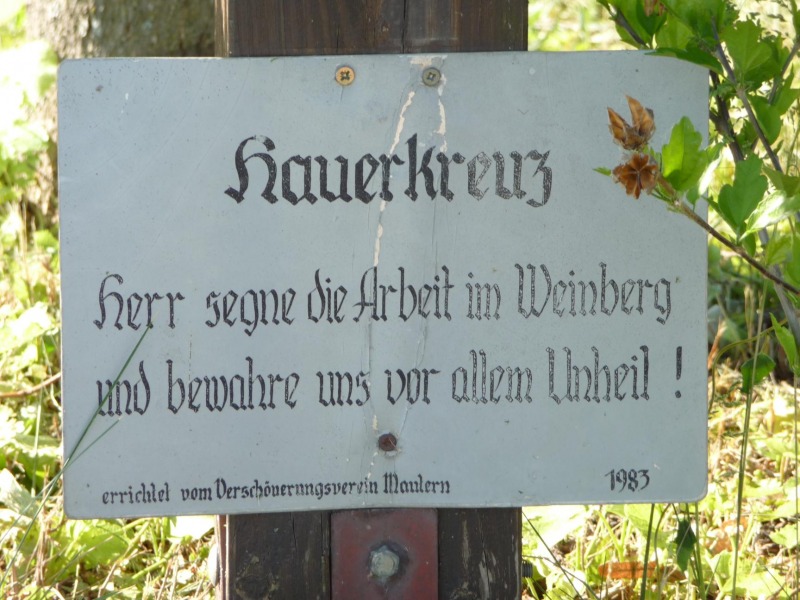 Hauerkreuz
Herr segne die Arbeit im Weinberg
und bewahre uns vor allem Unheil !
errichtet vom Verschönerungsverein Mautern 1983